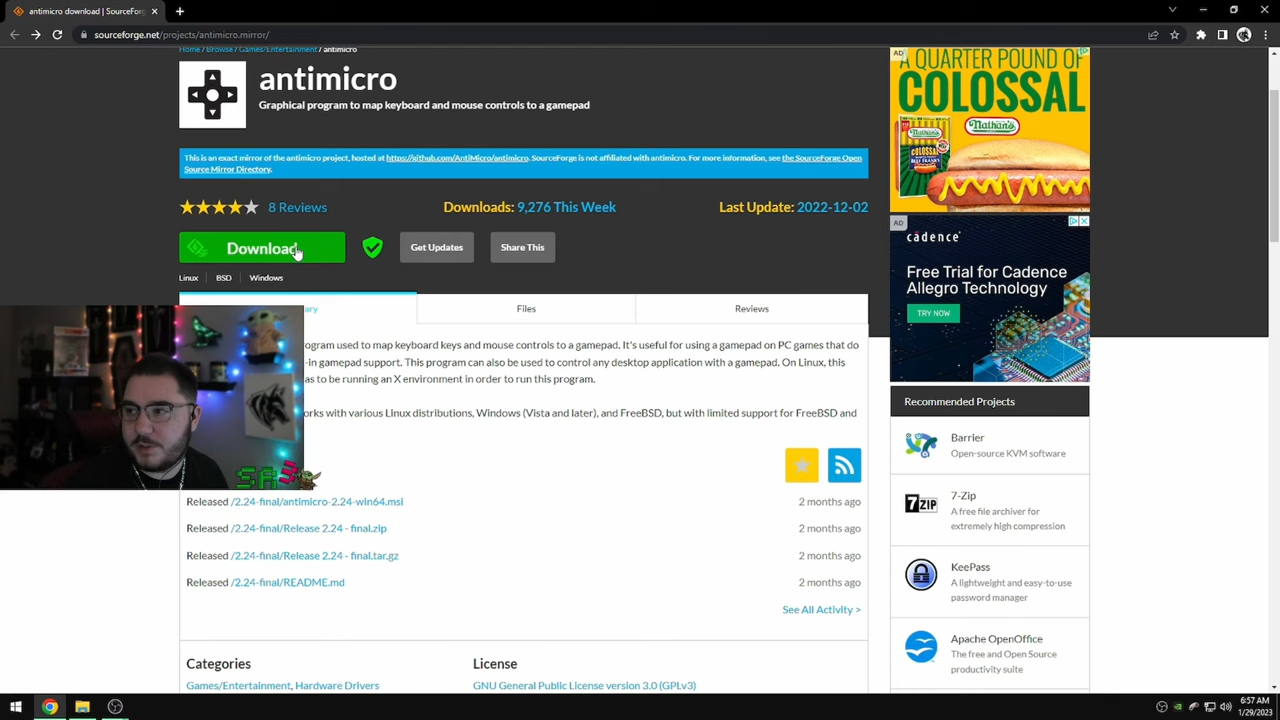 antimicro download | Sourceforg
sourceforge.net/projects/antimicro.mirror/
Home / Browse / Games/Entertainment / antimicro
antimicro
Graphical program to map keyboard and mouse controls to a gamepad
This is an exact mirror of the antiMicro project, hosted at https://github.com/AntiMicro/antimicro. SourceForge is not affiliated with antimicro. For more information, see the SourceForge Open
Source Mirror Directory.
8 Reviews
Downloads: 9,276 This Week
Last Update: 2022-12-02
Download
Get Updates
Share This
Linux
BSD
Windows
ary
Files
Reviews
ogram used to map keyboard keys and mouse controls to a gamepad. It's useful for using a gamepad on PC games that do
-in gamepad support. This program can also be used to control any desktop application with a gamepad. On Linux, this
as to be running an X environment in order to run this program.
orks with various Linux distributions, Windows (Vista and later), and FreeBSD, but with limited support for FreeBSD and
SA3
Released /2.24-final/antimicro-2.24-win64.msi
2 months ago
Released /2.24-final/Release 2.24 - final.zip
2 months ago
Released /2.24-final/Release 2.24 - final.tar.gz
2 months ago
Released /2.24-final/README.md
2 months ago
See All Activity >
Categories
License
Games/Entertainment, Hardware Drivers
GNU General Public License version 3.0 (GPLv3)
AD
A QUARTER POUND OF
COLOSSAL
Nathan's
AD
cadence
Free Trial for Cadence
Allegro Technology
TRY NOW
Recommended Projects
Barrier
Open-source KVM software
7ZIP
7-Zip
A free file archiver for
extremely high compression
KeePass
A lightweight and easy-to-use
password manager
Apache OpenOffice
The free and Open Source
productivity suite
6:57 AM
1/29/2023